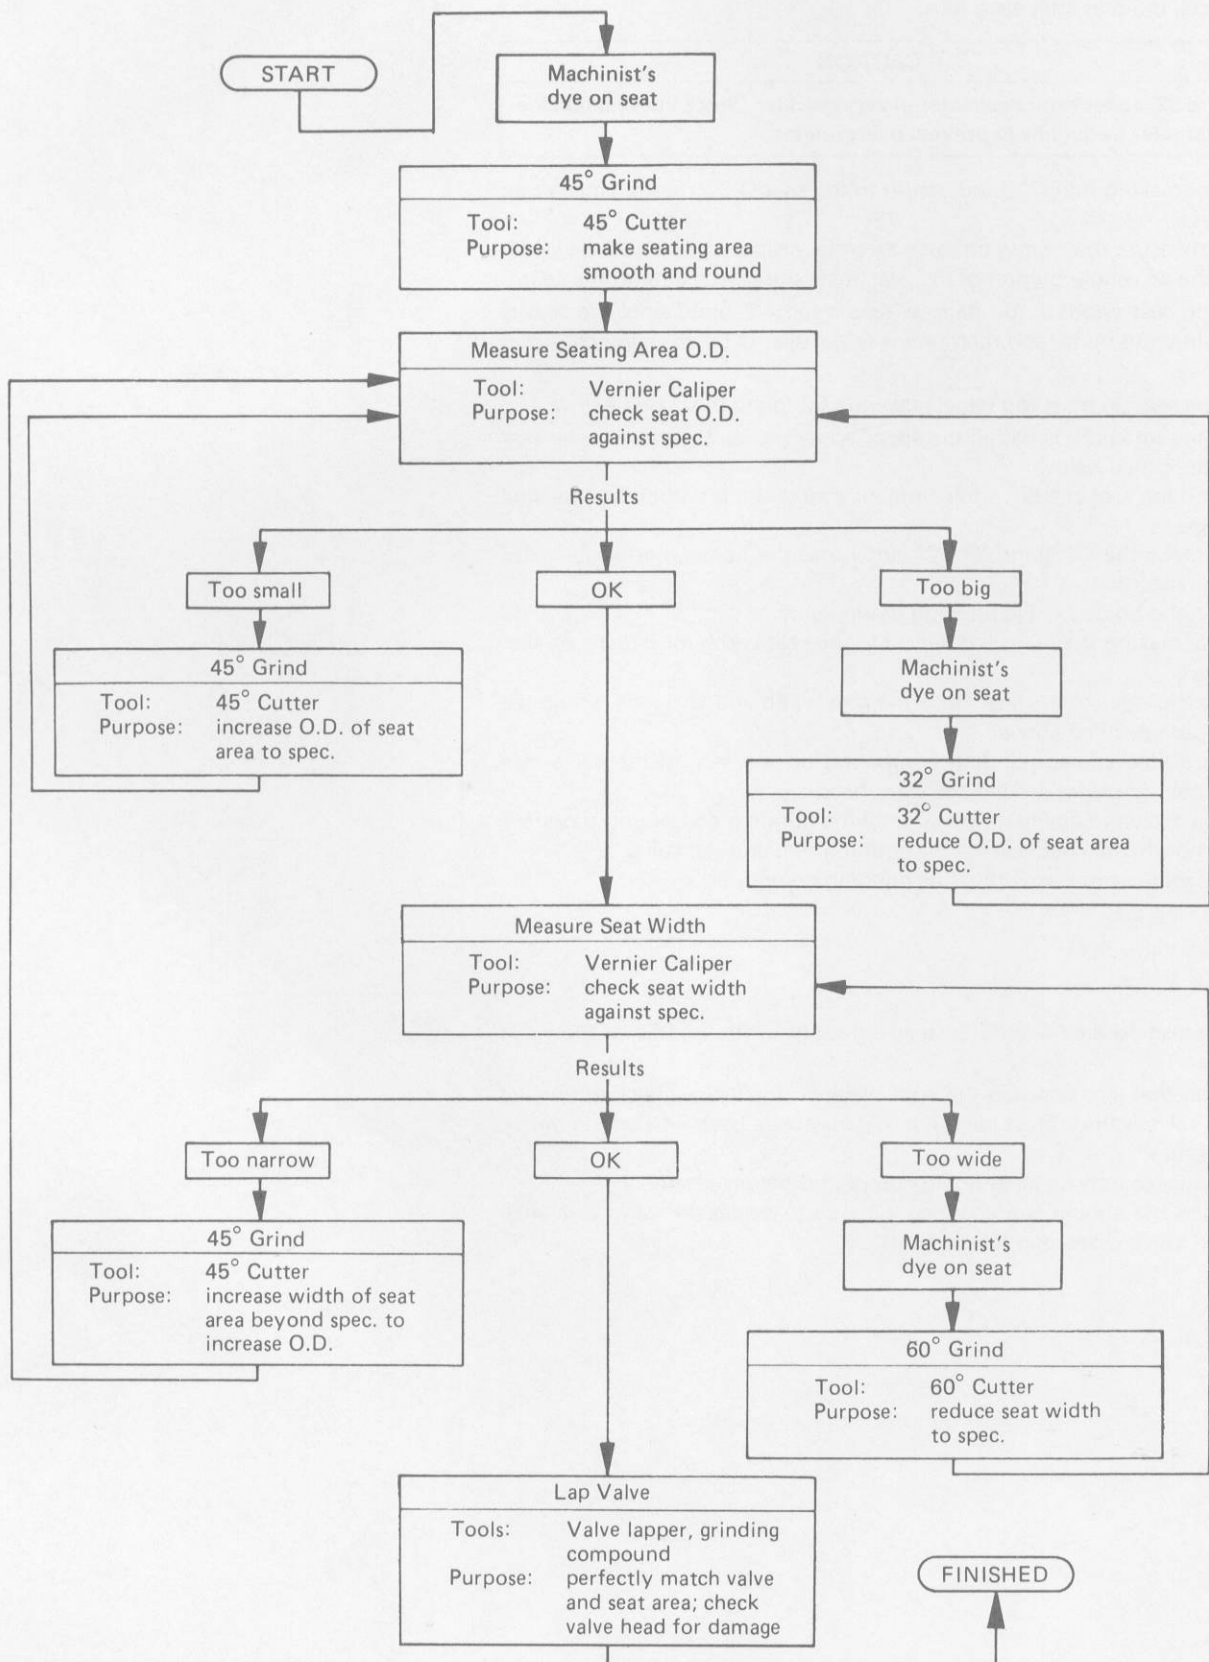 START
Machinist's
dye on seat
45° Grind
Tool: 45° Cutter
Purpose: make seating area
smooth and round
Measure Seating Area O.D.
Tool: Vernier Caliper
Purpose: check seat O.D.
against spec.
Results
Too small
OK
Too big
45° Grind
Tool: 45° Cutter
Purpose: increase O.D. of seat
area to spec.
Machinist's
dye on seat
32° Grind
Tool: 32° Cutter
Purpose: reduce O.D. of seat area
to spec.
Measure Seat Width
Tool: Vernier Caliper
Purpose: check seat width
against spec.
Results
Too narrow
OK
Too wide
45° Grind
Tool: 45° Cutter
Purpose: increase width of seat
area beyond spec. to
increase O.D.
Machinist's
dye on seat
60° Grind
Tool: 60° Cutter
Purpose: reduce seat width
to spec.
Lap Valve
Tools: Valve lapper, grinding
compound
Purpose: perfectly match valve
and seat area; check
valve head for damage
FINISHED